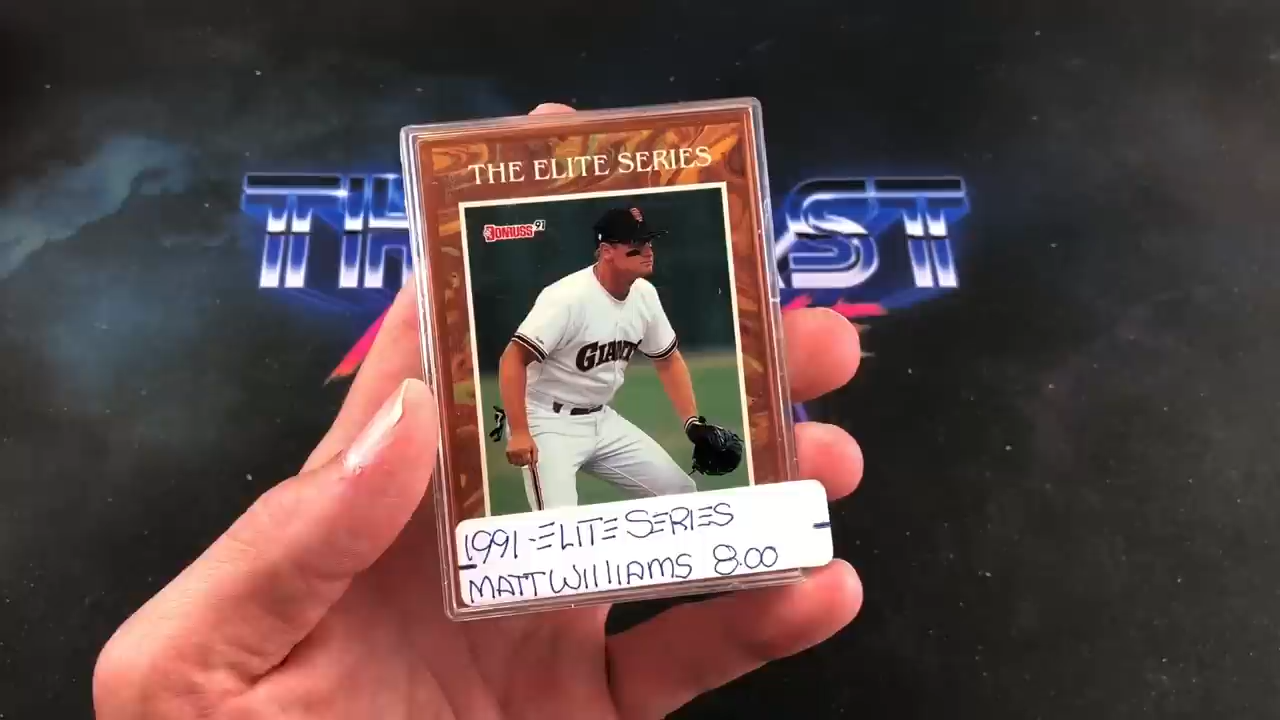 THE ELITE SERIES
DONRUSS 91
GIANTS
1991-ELITE SERIES
MATT WILLIAMS 8.00